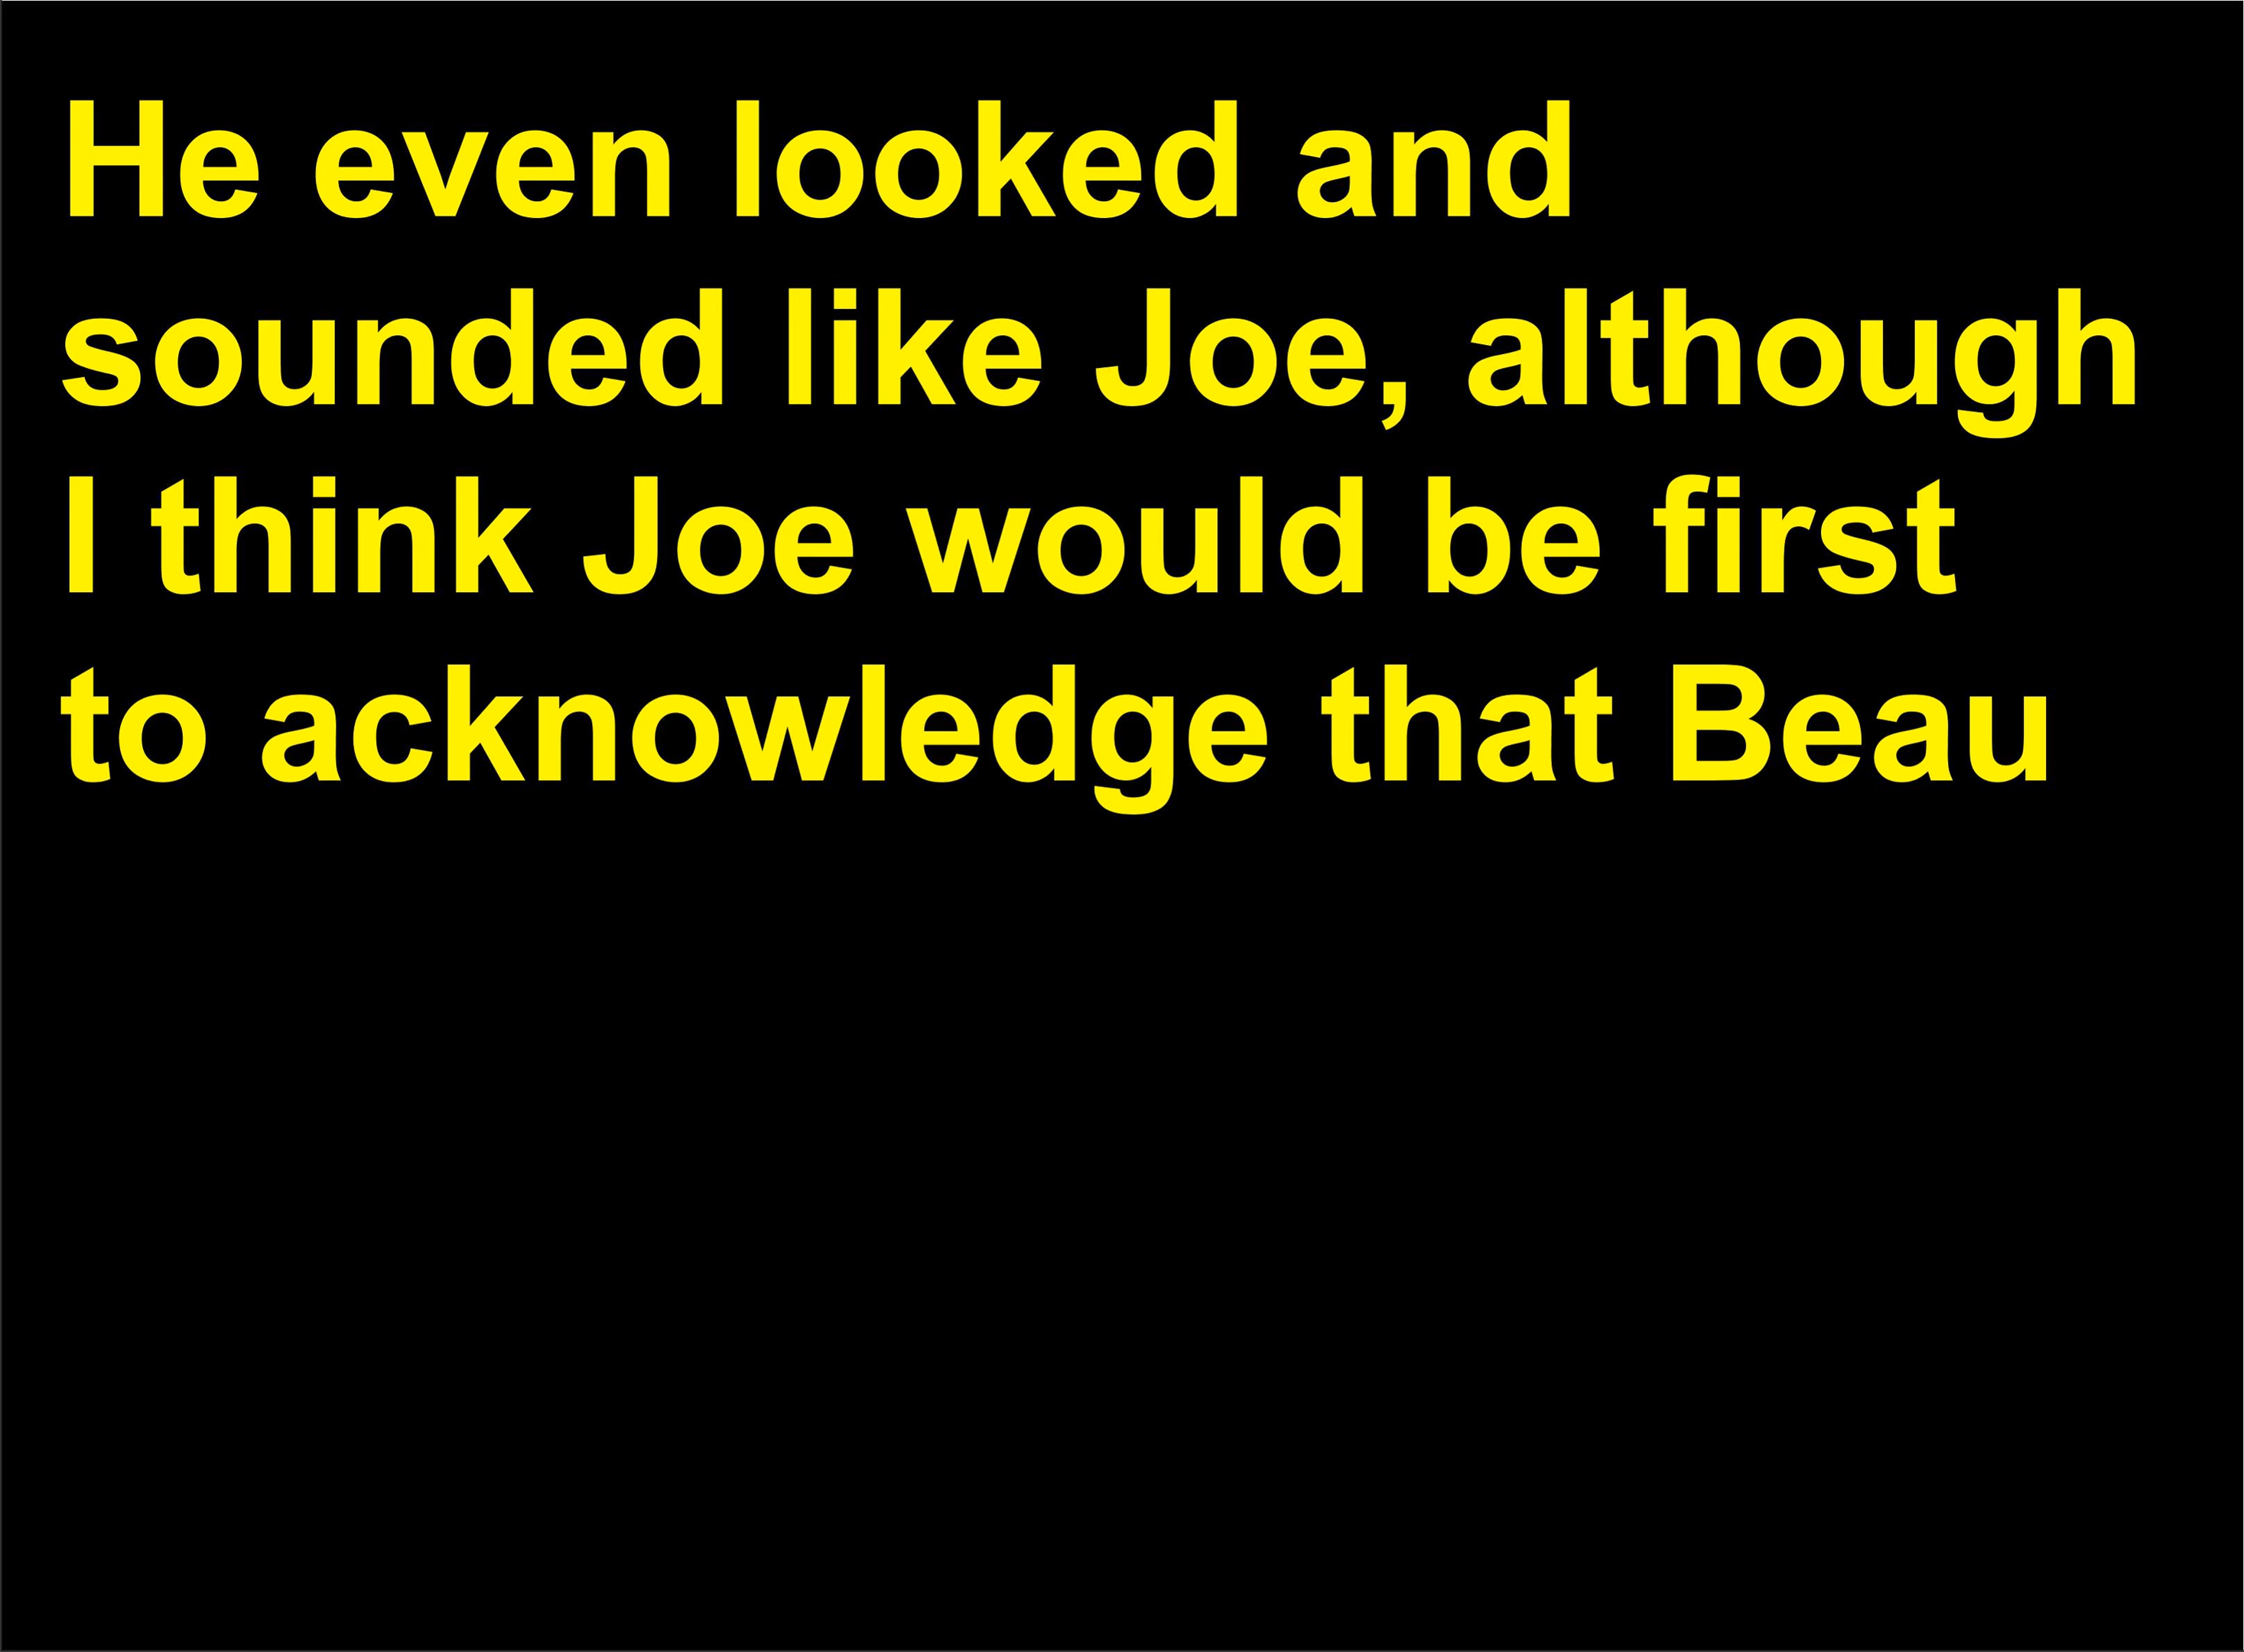 He even looked and
sounded like Joe, although
I think Joe would be first
to acknowledge that Beau